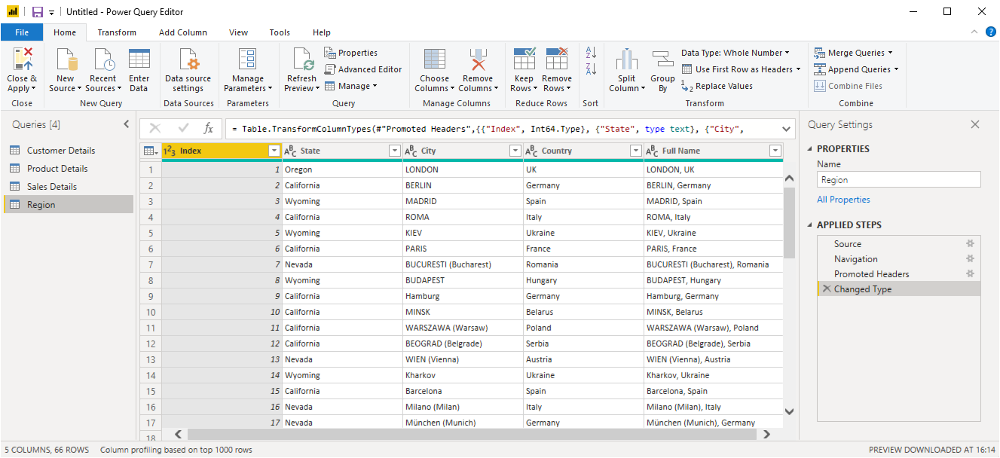 Untitled - Power Query Editor
File Home Transform Add Column View Tools Help
Close & Apply
New Source
Recent Sources
Enter Data
Data source settings
Manage Parameters
Refresh Preview
Properties
Advanced Editor
Manage
Choose Columns
Remove Columns
Keep Rows
Remove Rows
Split Column
Group By
Data Type: Whole Number
Use First Row as Headers
Replace Values
Merge Queries
Append Queries
Combine Files
Close New Query Data Sources Parameters Query Manage Columns Reduce Rows Sort Transform Combine
Queries [4]
Customer Details
Product Details
Sales Details
Region
fx = Table.TransformColumnTypes(#"Promoted Headers",{{"Index", Int64.Type}, {"State", type text}, {"City",
123 Index ABC State ABC City ABC Country ABC Full Name
1 1 Oregon LONDON UK LONDON, UK
2 2 California BERLIN Germany BERLIN, Germany
3 3 Wyoming MADRID Spain MADRID, Spain
4 4 California ROMA Italy ROMA, Italy
5 5 Wyoming KIEV Ukraine KIEV, Ukraine
6 6 California PARIS France PARIS, France
7 7 Nevada BUCURESTI (Bucharest) Romania BUCURESTI (Bucharest), Romania
8 8 Wyoming BUDAPEST Hungary BUDAPEST, Hungary
9 9 California Hamburg Germany Hamburg, Germany
10 10 California MINSK Belarus MINSK, Belarus
11 11 California WARSZAWA (Warsaw) Poland WARSZAWA (Warsaw), Poland
12 12 California BEOGRAD (Belgrade) Serbia BEOGRAD (Belgrade), Serbia
13 13 Nevada WIEN (Vienna) Austria WIEN (Vienna), Austria
14 14 Wyoming Kharkov Ukraine Kharkov, Ukraine
15 15 California Barcelona Spain Barcelona, Spain
16 16 Nevada Milano (Milan) Italy Milano (Milan), Italy
17 17 Nevada München (Munich) Germany München (Munich), Germany
18
Query Settings
PROPERTIES
Name
Region
All Properties
APPLIED STEPS
Source
Navigation
Promoted Headers
Changed Type
5 COLUMNS, 66 ROWS Column profiling based on top 1000 rows PREVIEW DOWNLOADED AT 16:14